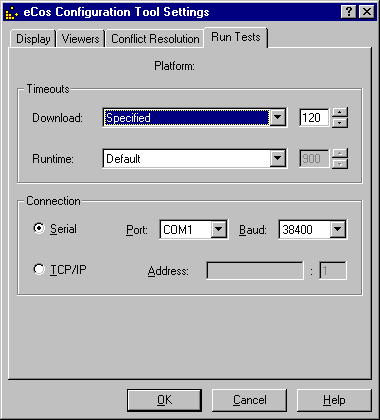 eCos Configuration Tool Settings
Display Viewers Conflict Resolution Run Tests
Platform:
Timeouts
Download: Specified 120
Runtime: Default 900
Connection
Serial Port: COM1 Baud: 38400
TCP/IP Address: : 1
OK Cancel Help